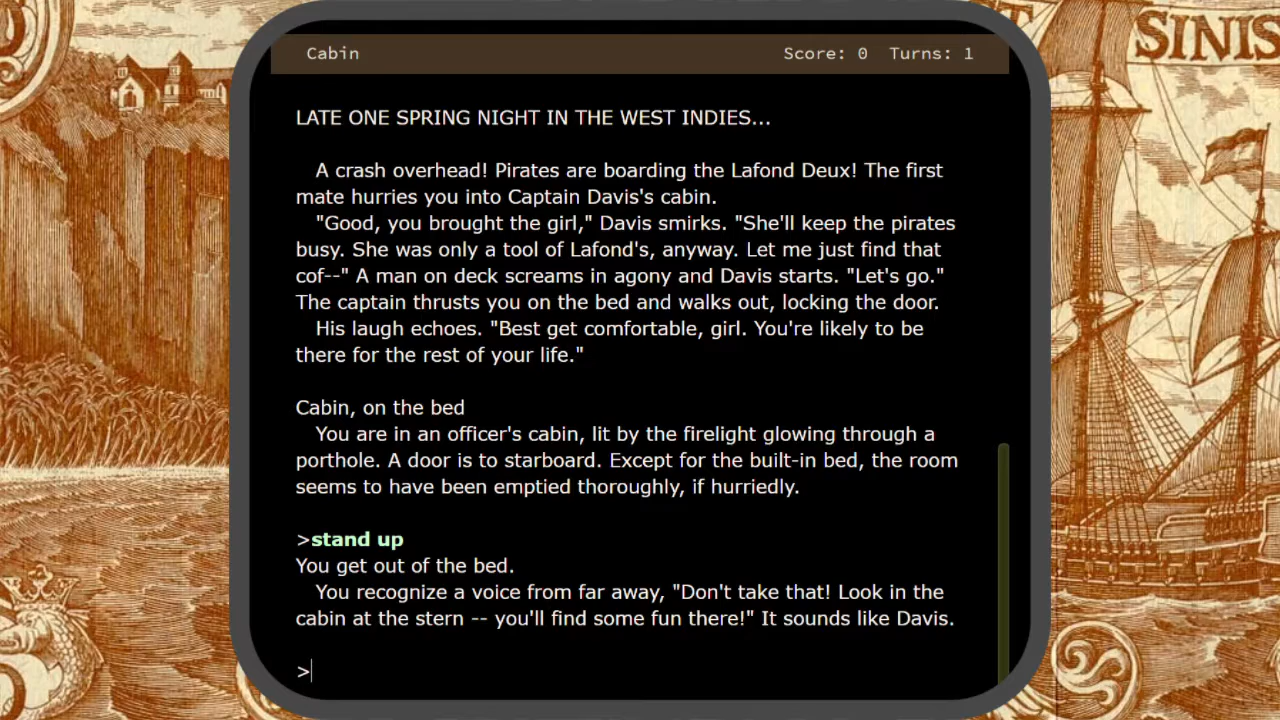 SINIS
Cabin Score: 0 Turns: 1
LATE ONE SPRING NIGHT IN THE WEST INDIES...
A crash overhead! Pirates are boarding the Lafond Deux! The first
mate hurries you into Captain Davis's cabin.
"Good, you brought the girl," Davis smirks. "She'll keep the pirates
busy. She was only a tool of Lafond's, anyway. Let me just find that
cof--" A man on deck screams in agony and Davis starts. "Let's go."
The captain thrusts you on the bed and walks out, locking the door.
His laugh echoes. "Best get comfortable, girl. You're likely to be
there for the rest of your life."
Cabin, on the bed
You are in an officer's cabin, lit by the firelight glowing through a
porthole. A door is to starboard. Except for the built-in bed, the room
seems to have been emptied thoroughly, if hurriedly.
>stand up
You get out of the bed.
You recognize a voice from far away, "Don't take that! Look in the
cabin at the stern -- you'll find some fun there!" It sounds like Davis.
>